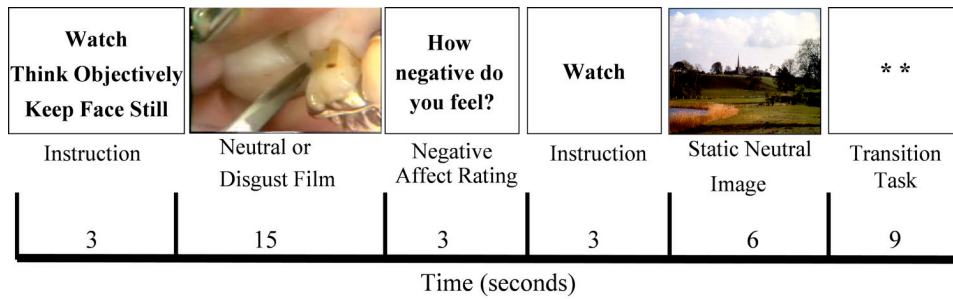 Watch
Think Objectively
Keep Face Still
How
negative do
you feel?
Watch
* *
Instruction
Neutral or
Disgust Film
Negative
Affect Rating
Instruction
Static Neutral
Image
Transition
Task
3
15
3
3
6
9
Time (seconds)